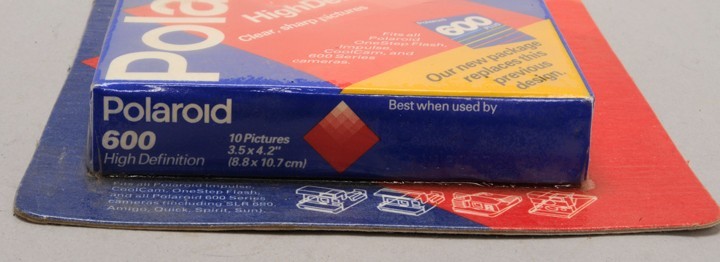 Pola
HighDe
Clear, sharp pictures
Fits all
Polaroid
OneStep Flash,
Impulse,
CoolCam, and
600 Series
cameras.
600
Our new package
replaces this
previous
design.
Polaroid
600
High Definition
10 Pictures
3.5 x 4.2"
(8.8 x 10.7 cm)
Best when used by
Fits all Polaroid Impulse,
CoolCam, OneStep Flash,
and all Polaroid 600 Series
cameras (including SLR 680,
Amigo, Quick, Spirit, Sun).